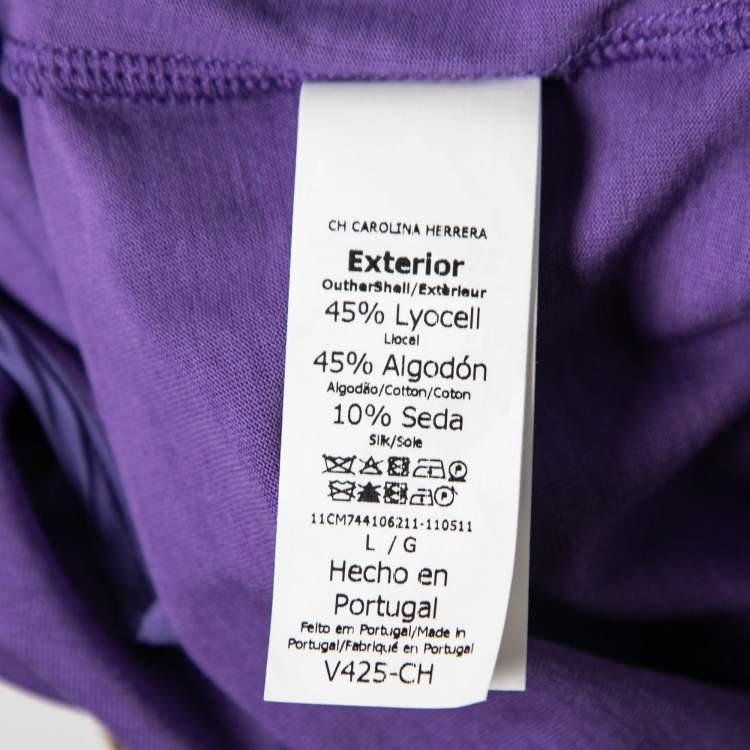 CH CAROLINA HERRERA
Exterior
OutherShell/Extèrieur
45% Lyocell
Liocel
45% Algodón
Algodão/Cotton/Coton
10% Seda
Silk/Soie
11CM744106211-110511
L / G
Hecho en
Portugal
Feito em Portugal/Made in
Portugal/Fabriqué en Portugal
V425-CH